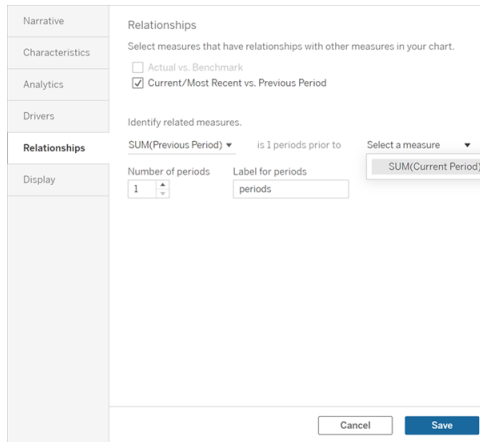 Narrative
Characteristics
Analytics
Drivers
Relationships
Display
Relationships
Select measures that have relationships with other measures in your chart.
Actual vs. Benchmark
Current/Most Recent vs. Previous Period
Identify related measures.
SUM(Previous Period) is 1 periods prior to Select a measure
SUM(Current Period)
Number of periods Label for periods
1 periods
Cancel Save